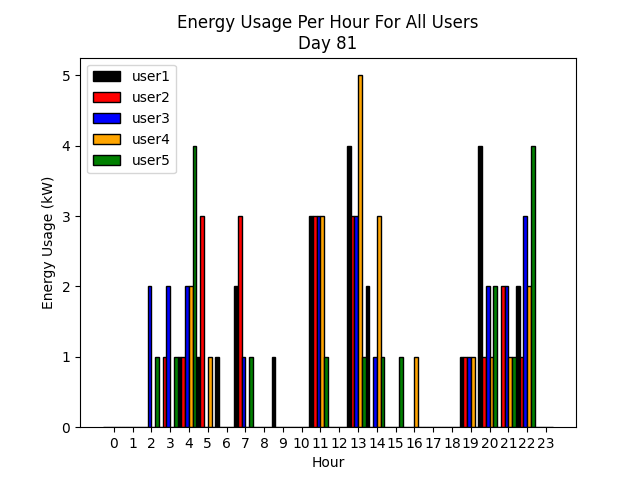 Energy Usage Per Hour For All Users
Day 81
user1
user2
user3
user4
user5
Energy Usage (kW)
5
4
3
2
1
0
0 1 2 3 4 5 6 7 8 9 10 11 12 13 14 15 16 17 18 19 20 21 22 23
Hour